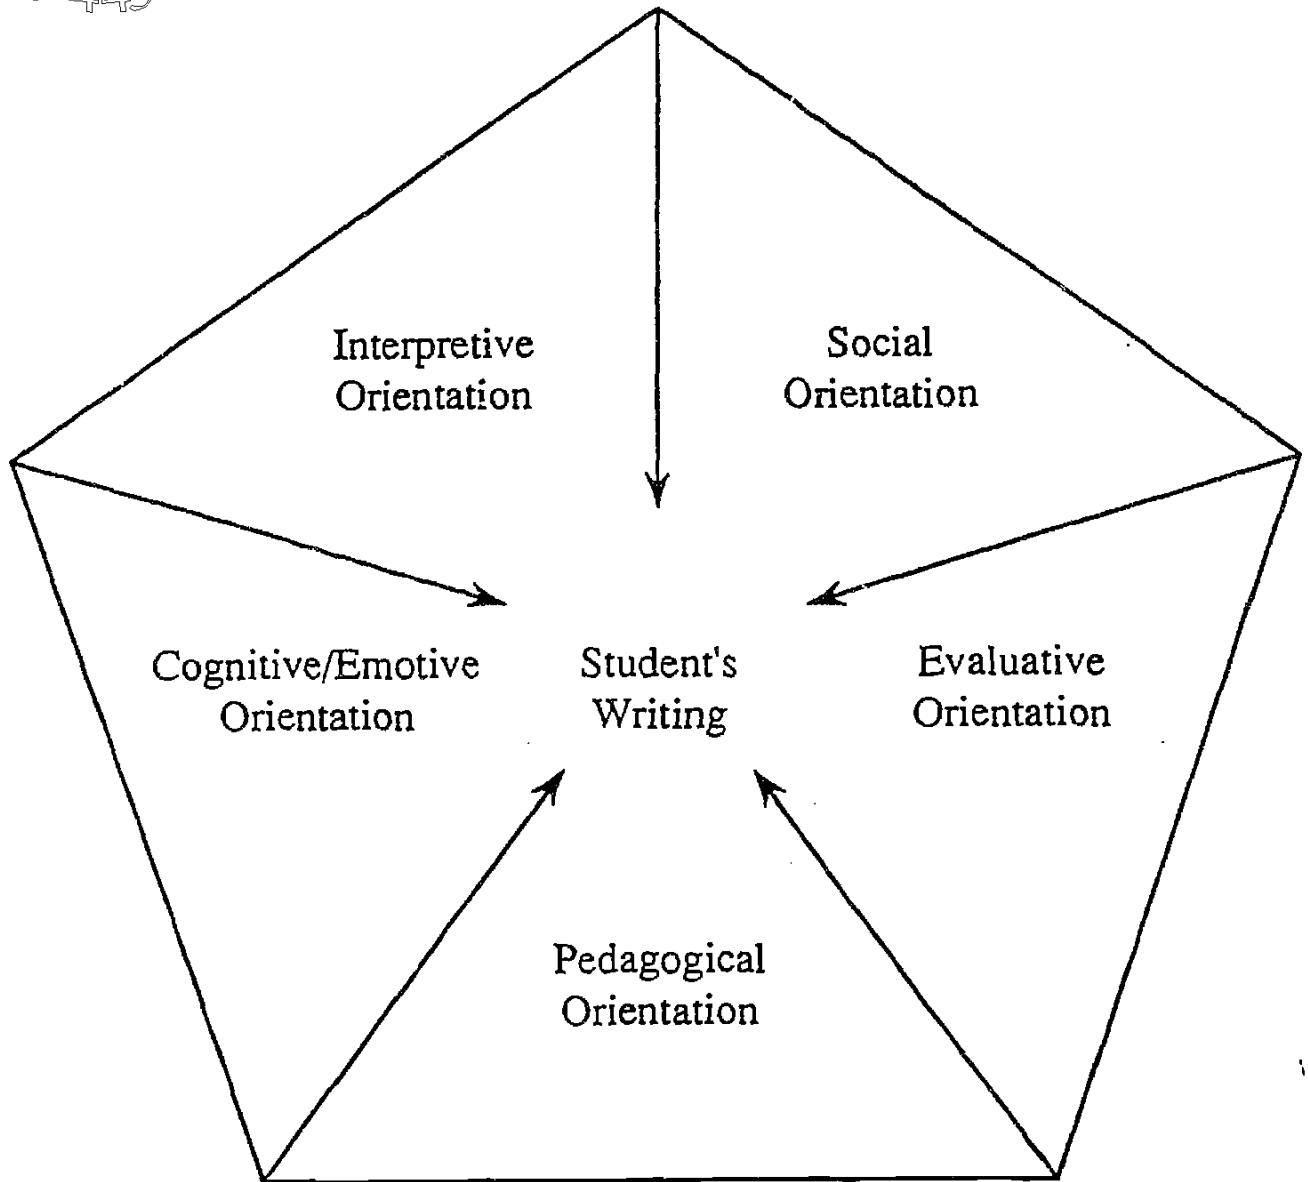 Interpretive
Orientation
Social
Orientation
Cognitive/Emotive
Orientation
Student's
Writing
Evaluative
Orientation
Pedagogical
Orientation